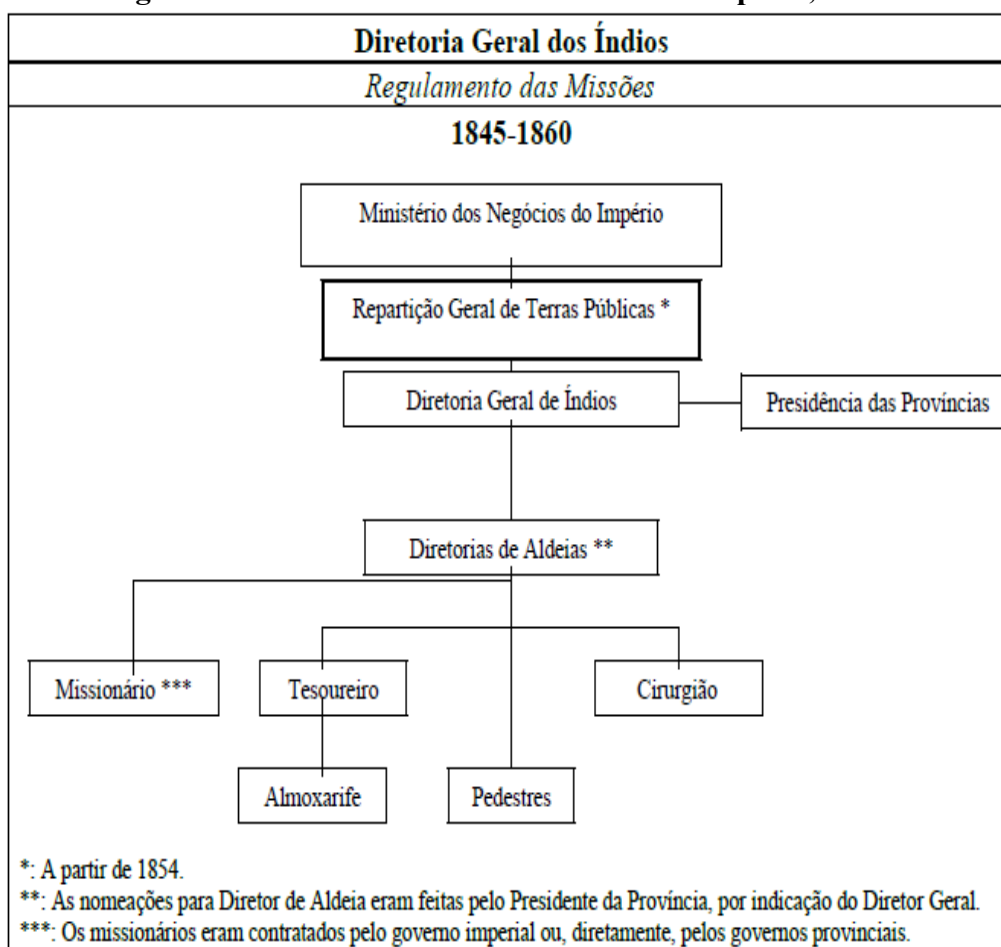 Diretoria Geral dos Índios
Regulamento das Missões
1845-1860
Ministério dos Negócios do Império
Repartição Geral de Terras Públicas *
Diretoria Geral de Índios
Presidência das Províncias
Diretorias de Aldeias **
Missionário ***
Tesoureiro
Cirurgião
Almoxarife
Pedestres
*: A partir de 1854.
**: As nomeações para Diretor de Aldeia eram feitas pelo Presidente da Província, por indicação do Diretor Geral.
***: Os missionários eram contratados pelo governo imperial ou, diretamente, pelos governos provinciais.